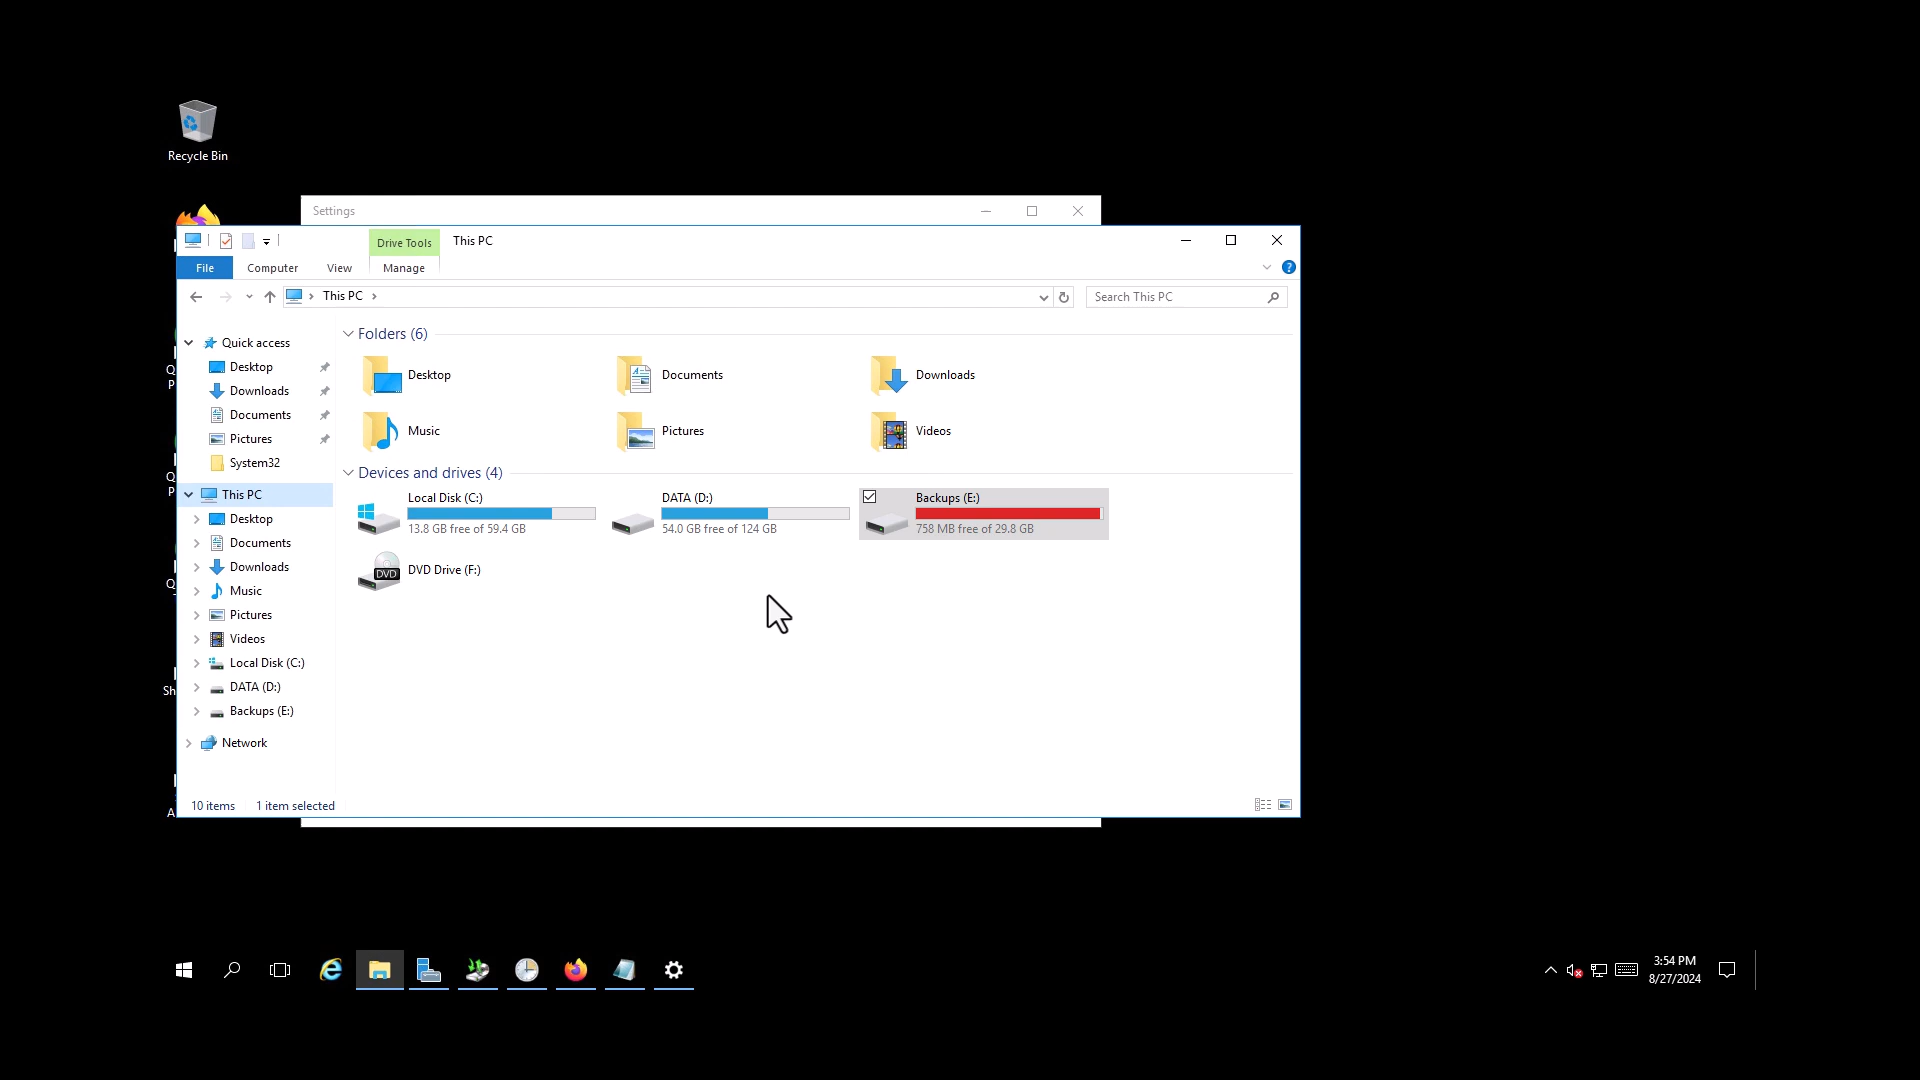 Recycle Bin
Settings
Drive Tools
This PC
File
Computer
View
Manage
?
This PC
Search This PC
Quick access
Desktop
Downloads
Documents
Pictures
System32
This PC
Desktop
Documents
Downloads
Music
Pictures
Videos
Local Disk (C:)
DATA (D:)
Backups (E:)
Network
Folders (6)
Desktop
Documents
Downloads
Music
Pictures
Videos
Devices and drives (4)
Local Disk (C:)
13.8 GB free of 59.4 GB
DATA (D:)
54.0 GB free of 124 GB
Backups (E:)
758 MB free of 29.8 GB
DVD
DVD Drive (F:)
Q
P
Q
P
Q
Sh
A
10 items
1 item selected
3:54 PM
8/27/2024